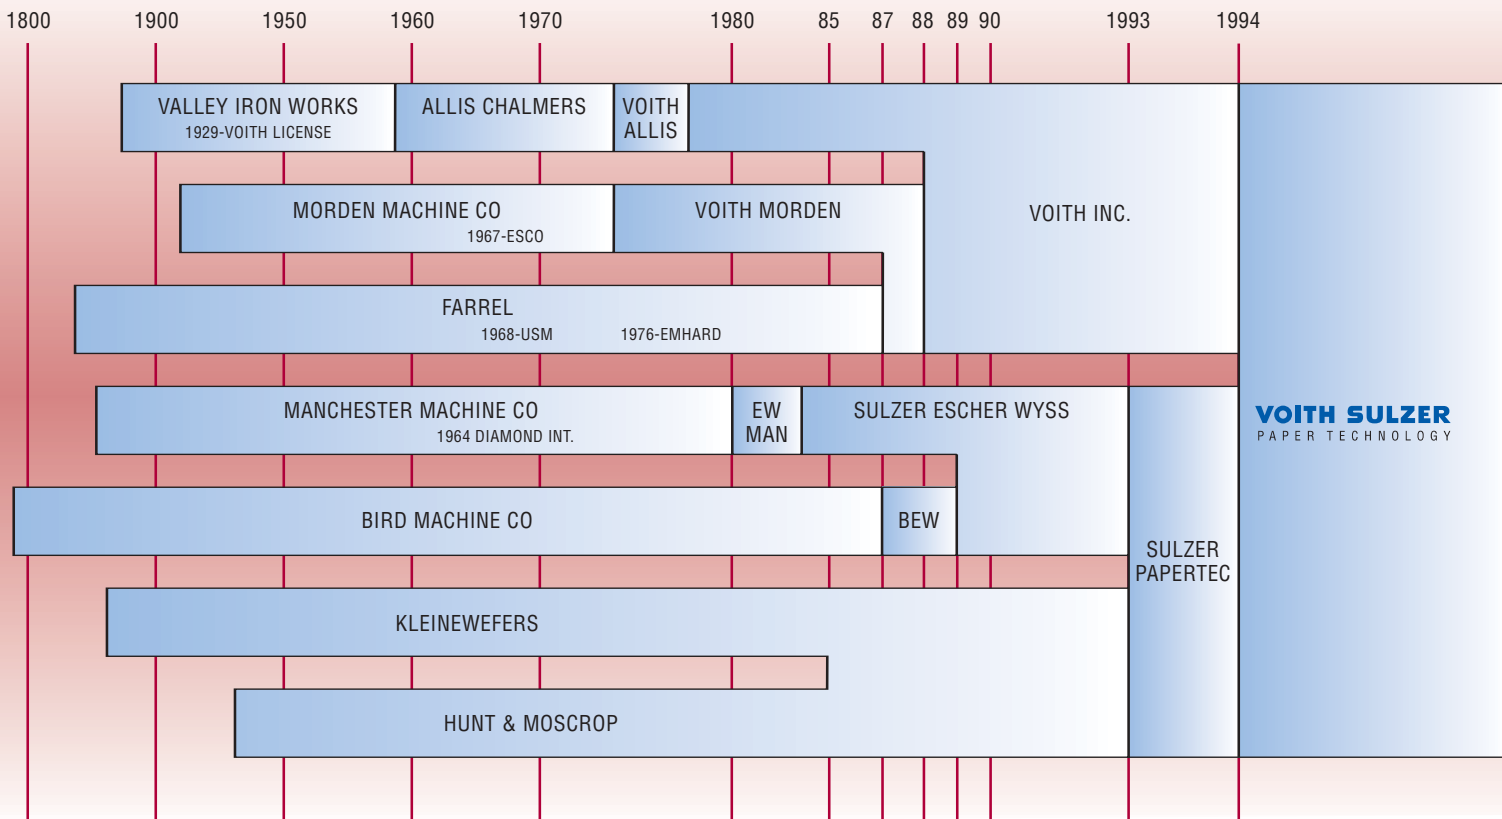 1800 1900 1950 1960 1970 1980 85 87 88 89 90 1993 1994
VALLEY IRON WORKS
1929-VOITH LICENSE
ALLIS CHALMERS
VOITH
ALLIS
MORDEN MACHINE CO
1967-ESCO
VOITH MORDEN
VOITH INC.
FARREL
1968-USM 1976-EMHARD
MANCHESTER MACHINE CO
1964 DIAMOND INT.
EW
MAN
SULZER ESCHER WYSS
VOITH SULZER
PAPER TECHNOLOGY
BIRD MACHINE CO
BEW
SULZER
PAPERTEC
KLEINEWEFERS
HUNT & MOSCROP